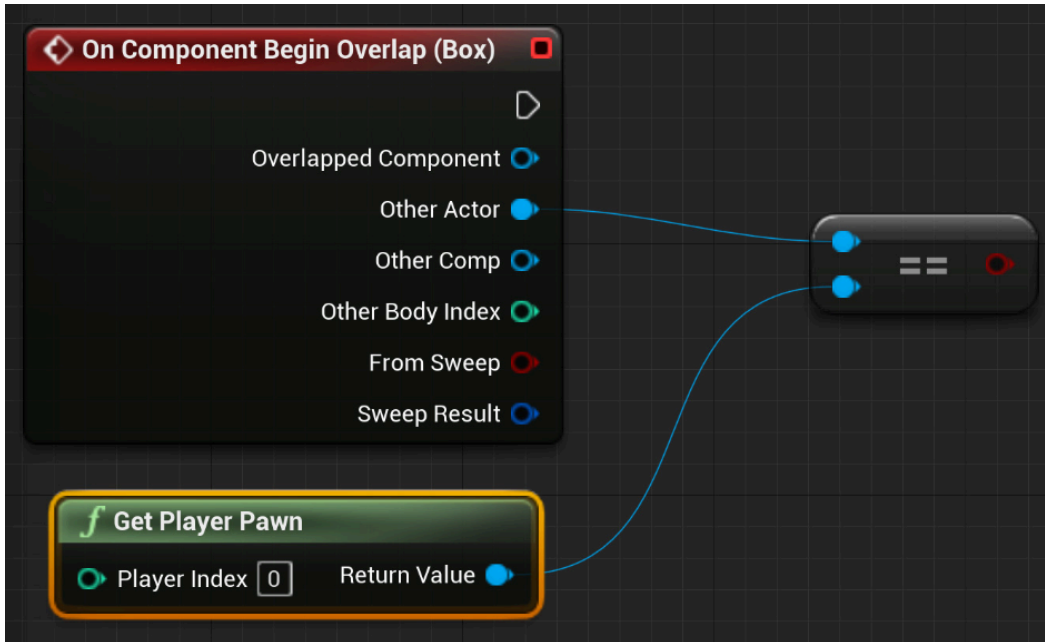 On Component Begin Overlap (Box)
Overlapped Component
Other Actor
Other Comp
Other Body Index
From Sweep
Sweep Result
==
f Get Player Pawn
Player Index 0 Return Value